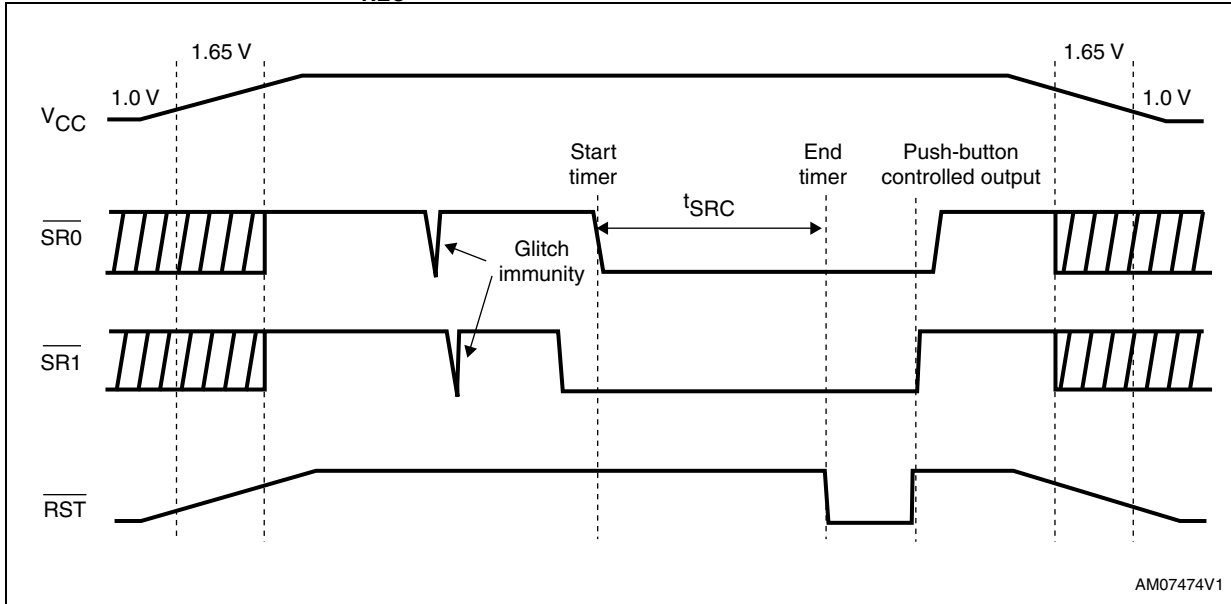 1.65 V
1.65 V
1.0 V
1.0 V
VCC
Start
timer
End
timer
Push-button
controlled output
tSRC
SR0
Glitch
immunity
SR1
RST
AM07474V1